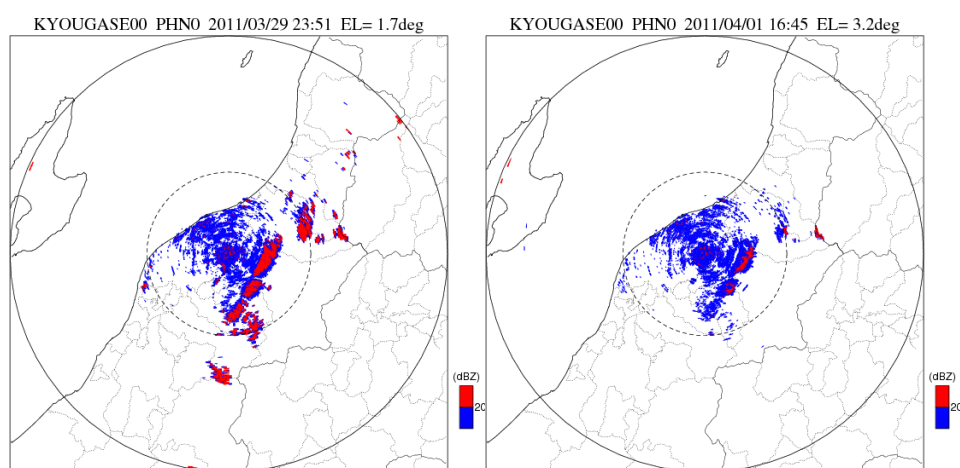 KYOUGASE00 PHN0 2011/03/29 23:51 EL= 1.7deg
KYOUGASE00 PHN0 2011/04/01 16:45 EL= 3.2deg
(dBZ)
20
(dBZ)
20